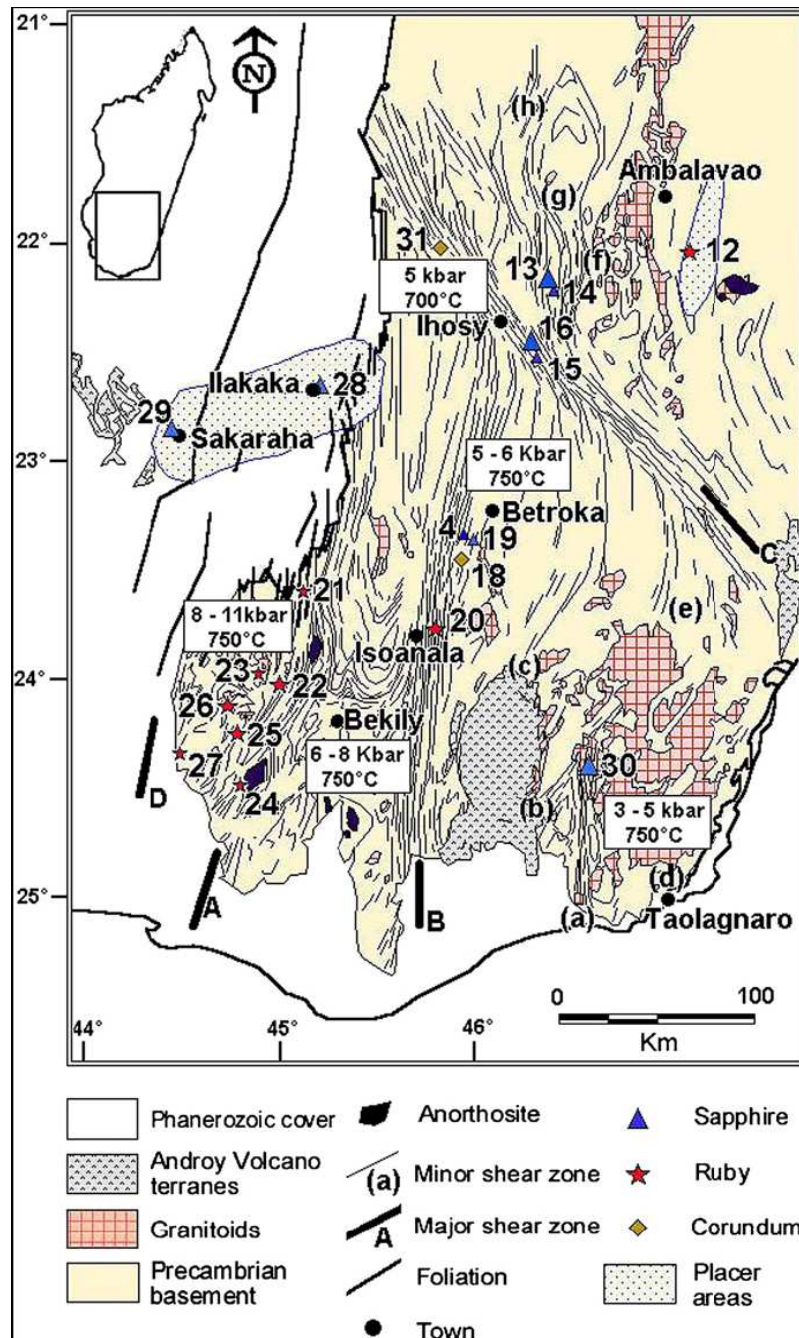 21°
N
(h)
Ambalavao
(g)
22°
31
13
(f)
12
14
5 kbar
700°C
16
Ihosy
15
Ilakaka
28
29
Sakaraha
23°
5 - 6 Kbar
750°C
Betroka
4
19
C
18
21
(e)
8 - 11kbar
750°C
20
24°
Isoanala
23
22
(c)
26
Bekily
25
6 - 8 Kbar
750°C
30
27
24
(b)
3 - 5 kbar
750°C
D
25°
A
B
(d)
(a)
Taolagnaro
0
100
Km
44°
45°
46°
Phanerozoic cover
Anorthosite
Sapphire
Androy Volcano
terranes
(a)
Minor shear zone
Ruby
Granitoids
A
Major shear zone
Corundum
Precambrian
basement
Foliation
Placer
areas
Town